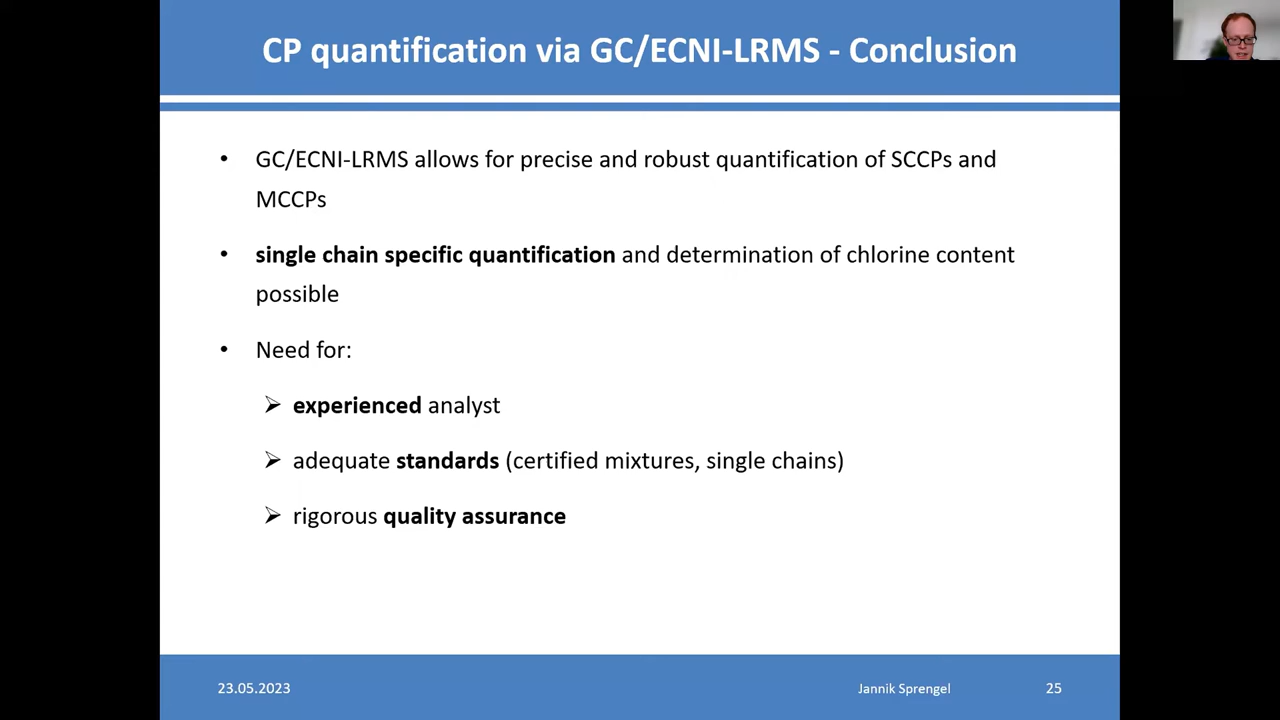 CP quantification via GC/ECNI-LRMS - Conclusion
• GC/ECNI-LRMS allows for precise and robust quantification of SCCPs and
MCCPs
• single chain specific quantification and determination of chlorine content
possible
• Need for:
➢ experienced analyst
➢ adequate standards (certified mixtures, single chains)
➢ rigorous quality assurance
23.05.2023 Jannik Sprengel 25